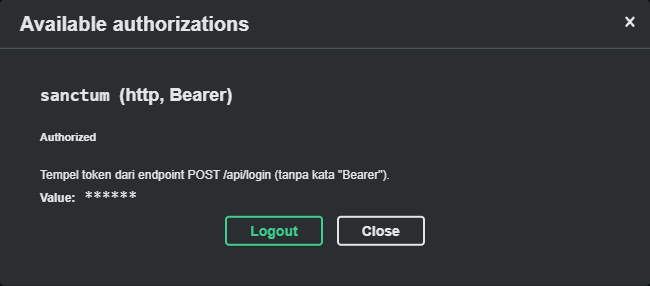 Available authorizations
×
sanctum (http, Bearer)
Authorized
Tempel token dari endpoint POST /api/login (tanpa kata "Bearer").
Value: ******
Logout Close